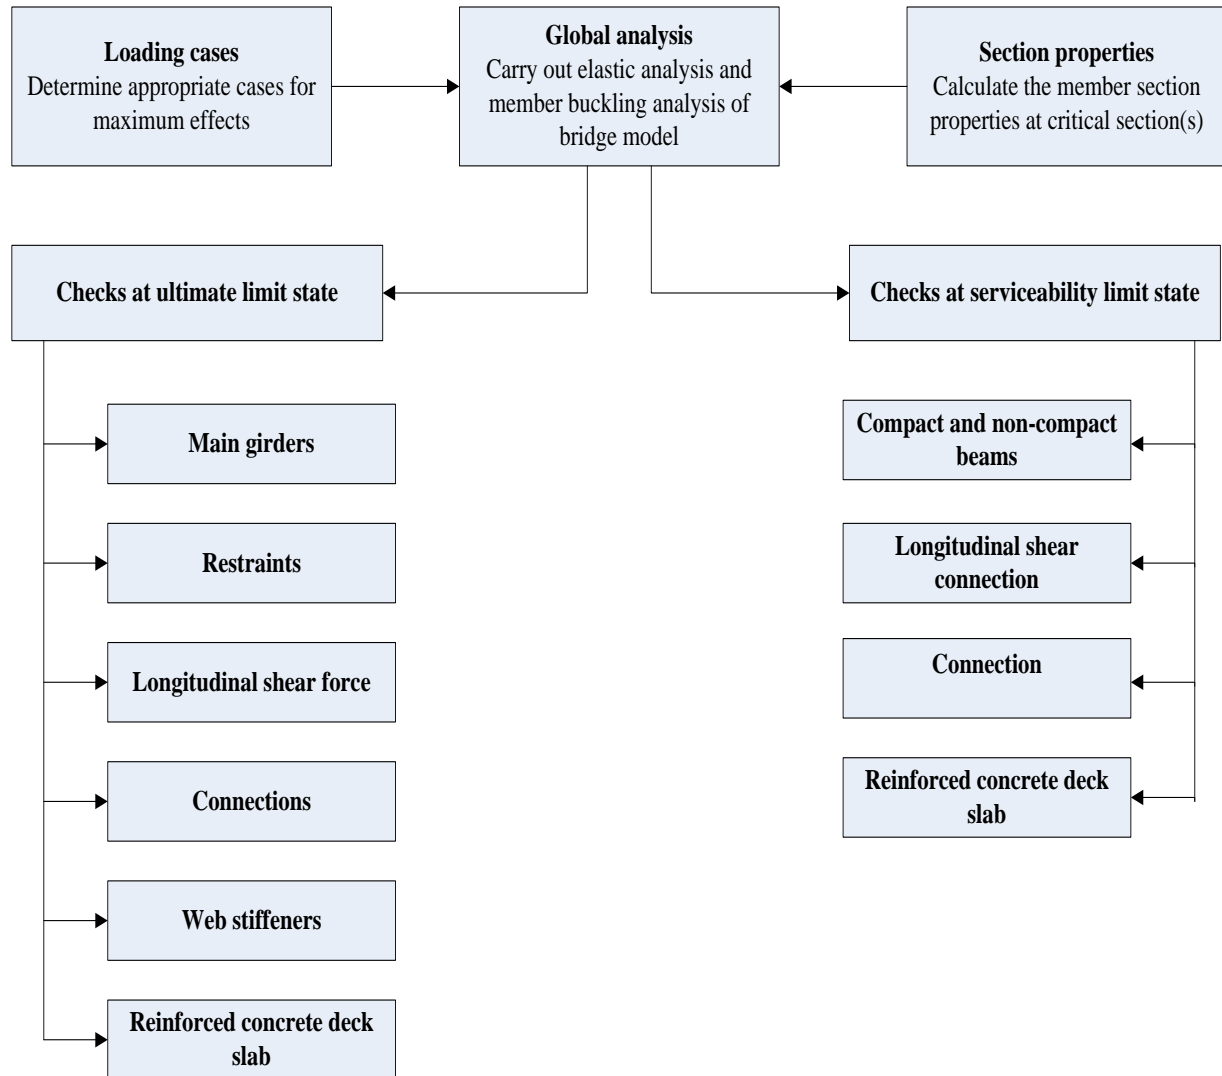 Loading cases
Determine appropriate cases for
maximum effects
Global analysis
Carry out elastic analysis and
member buckling analysis of
bridge model
Section properties
Calculate the member section
properties at critical section(s)
Checks at ultimate limit state
Checks at serviceability limit state
Main girders
Restraints
Longitudinal shear force
Connections
Web stiffeners
Reinforced concrete deck
slab
Compact and non-compact
beams
Longitudinal shear
connection
Connection
Reinforced concrete deck
slab